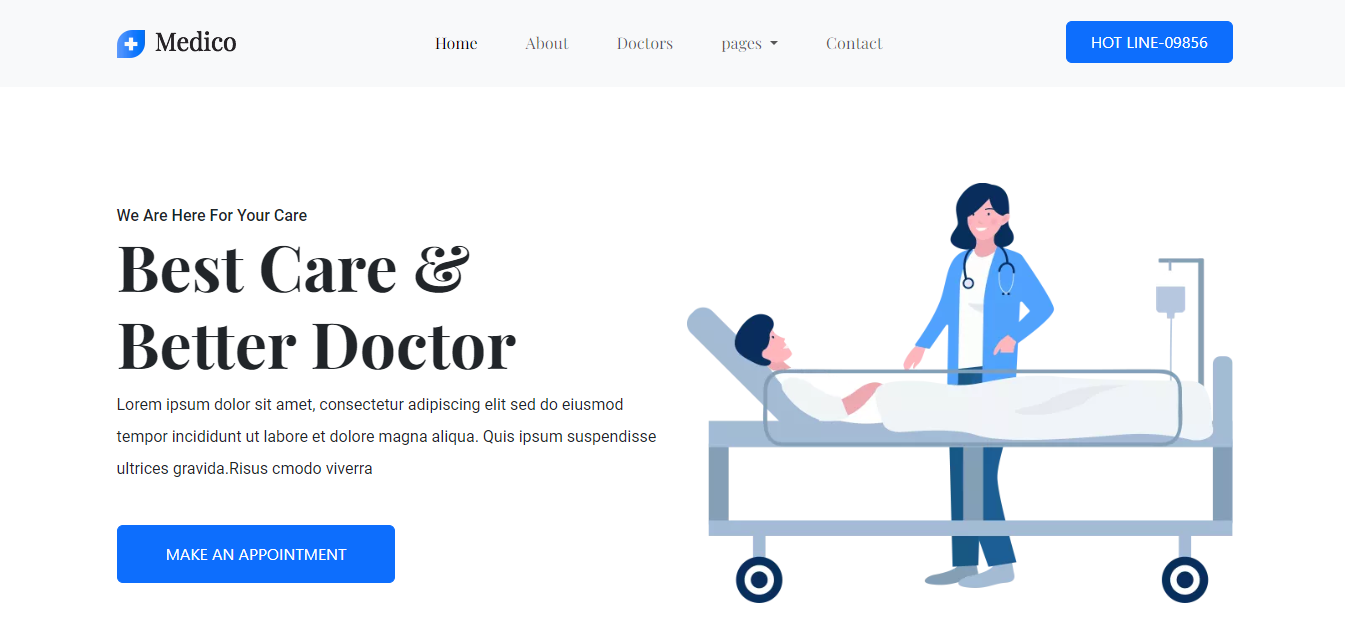 Medico
Home
About
Doctors
pages
Contact
HOT LINE-09856
We Are Here For Your Care
Best Care &
Better Doctor
Lorem ipsum dolor sit amet, consectetur adipiscing elit sed do eiusmod
tempor incididunt ut labore et dolore magna aliqua. Quis ipsum suspendisse
ultrices gravida.Risus cmodo viverra
MAKE AN APPOINTMENT